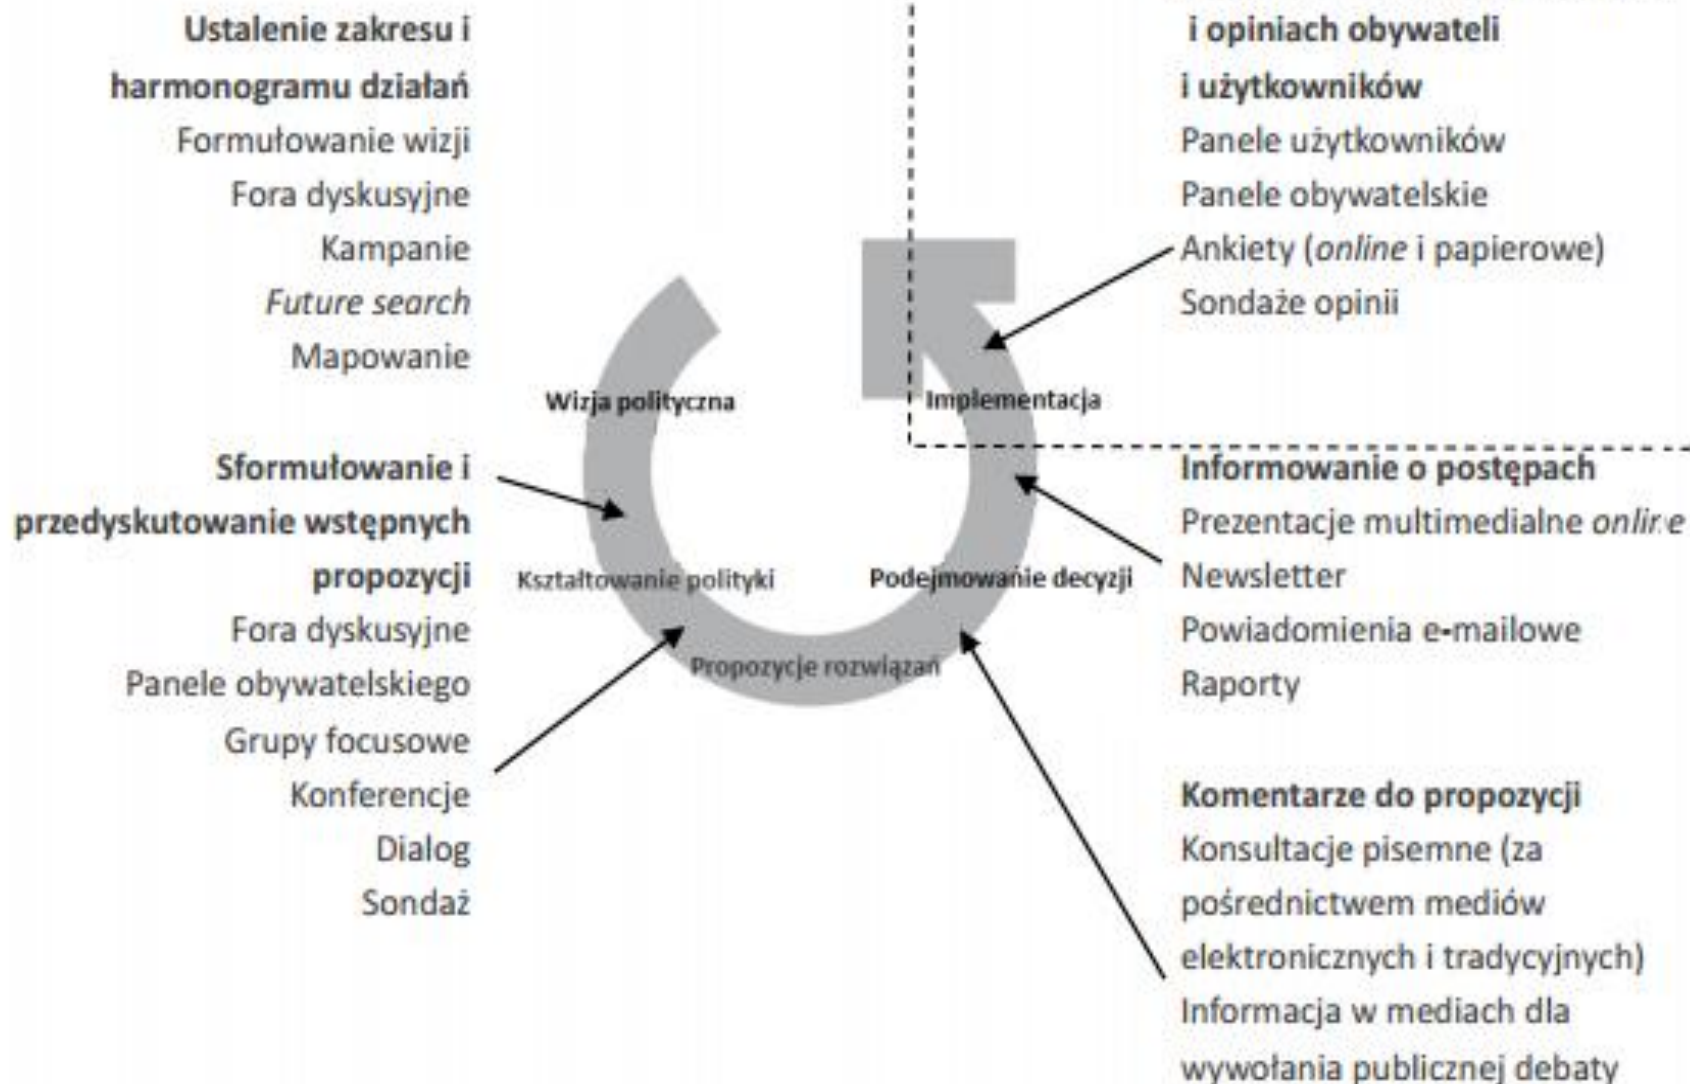 Ustalenie zakresu i
harmonogramu działań
Formułowanie wizji
Fora dyskusyjne
Kampanie
Future search
Mapowanie
Sformułowanie i
przedyskutowanie wstępnych
propozycji
Fora dyskusyjne
Panele obywatelskiego
Grupy focusowe
Konferencje
Dialog
Sondaż
Wizja polityczna
Kształtowanie polityki
Propozycje rozwiązań
Podejmowanie decyzji
Implementacja
i opiniach obywateli
i użytkowników
Panele użytkowników
Panele obywatelskie
Ankiety (online i papierowe)
Sondaże opinii
Informowanie o postępach
Prezentacje multimedialne online
Newsletter
Powiadomienia e-mailowe
Raporty
Komentarze do propozycji
Konsultacje pisemne (za
pośrednictwem mediów
elektronicznych i tradycyjnych)
Informacja w mediach dla
wywołania publicznej debaty